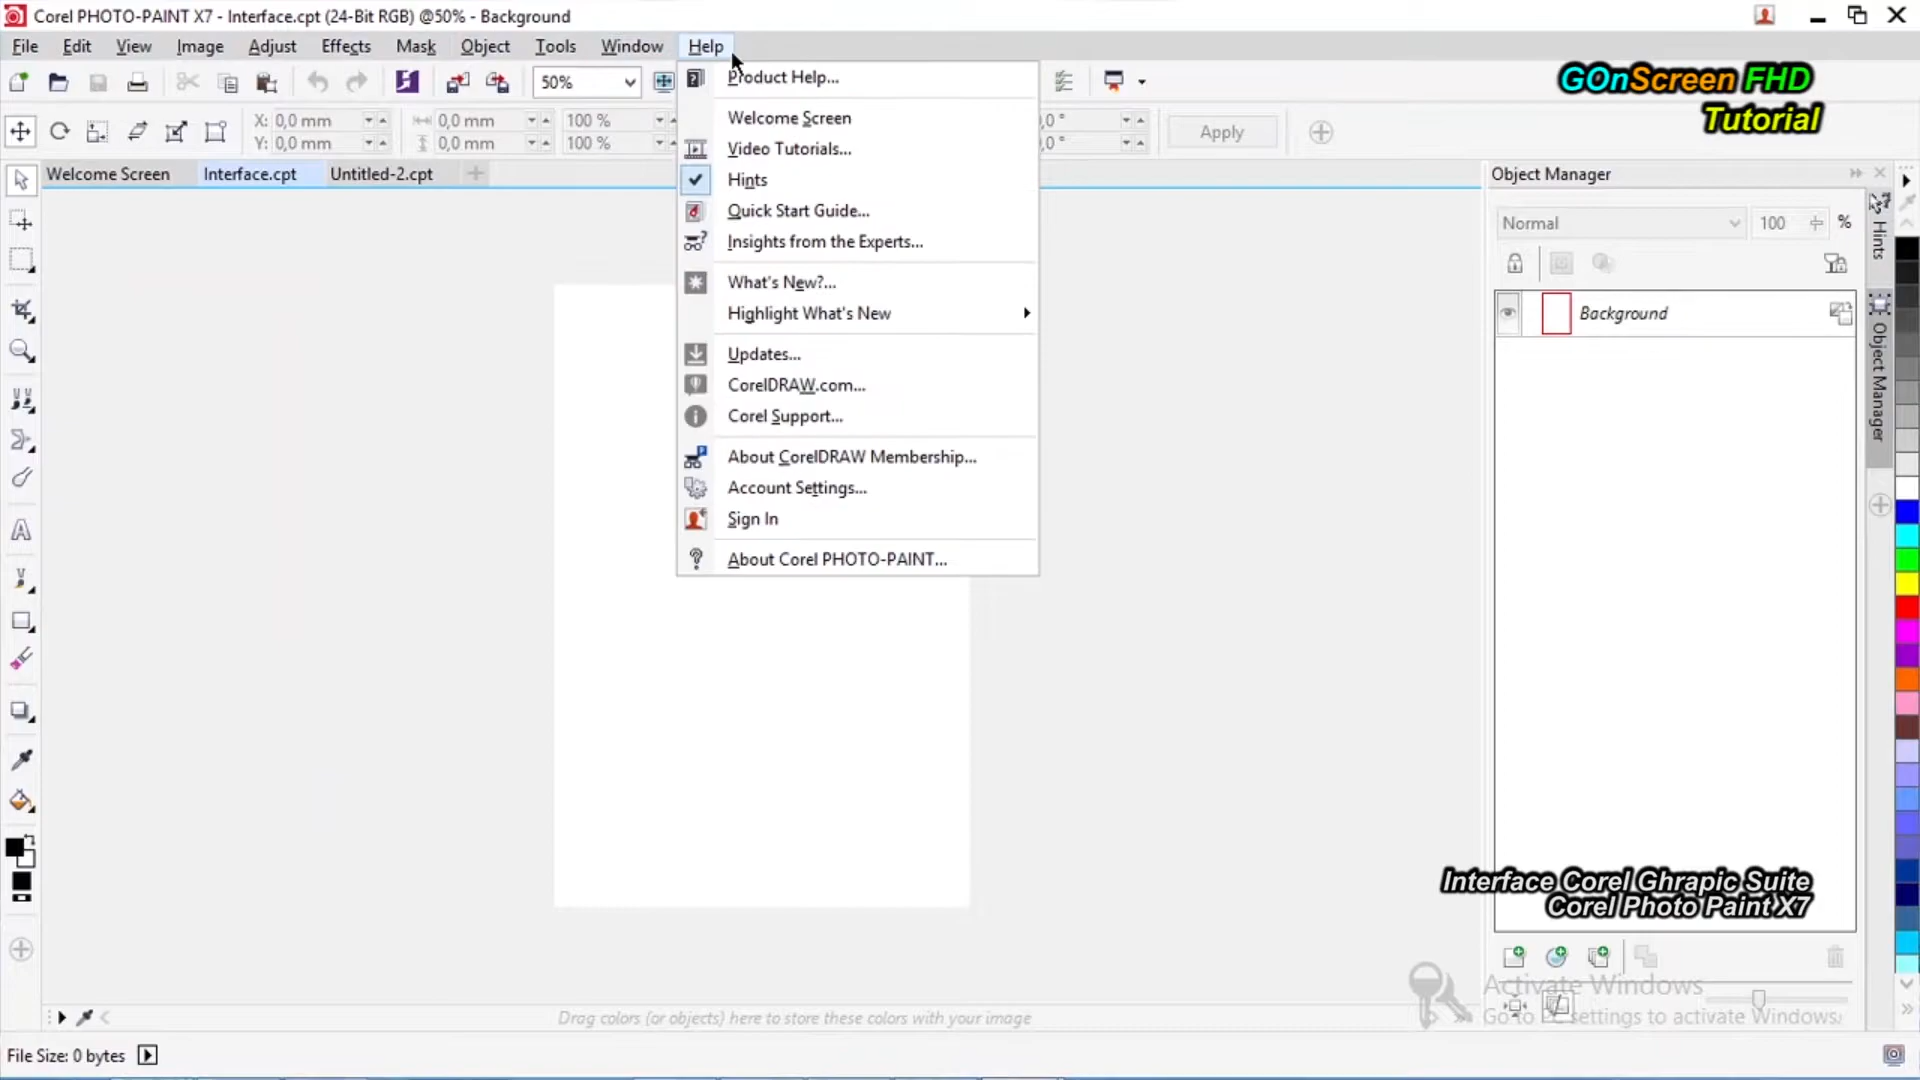 Corel PHOTO-PAINT X7 - Interface.cpt (24-Bit RGB) @50% - Background
File Edit View Image Adjust Effects Mask Object Tools Window Help
50%
GOnScreen FHD
Tutorial
X: 0,0 mm 0,0 mm 100 % 0,0 °
Y: 0,0 mm 0,0 mm 100 % 0,0 °
Apply
Welcome Screen Interface.cpt Untitled-2.cpt
Product Help...
Welcome Screen
Video Tutorials...
Hints
Quick Start Guide...
Insights from the Experts...
What's New?...
Highlight What's New
Updates...
CorelDRAW.com...
Corel Support...
About CorelDRAW Membership...
Account Settings...
Sign In
About Corel PHOTO-PAINT...
Object Manager
Normal 100 %
Background
Hints
Object Manager
Interface Corel Ghrapic Suite
Corel Photo Paint X7
Activate Windows
Go to PC settings to activate Windows.
Drag colors (or objects) here to store these colors with your image
File Size: 0 bytes